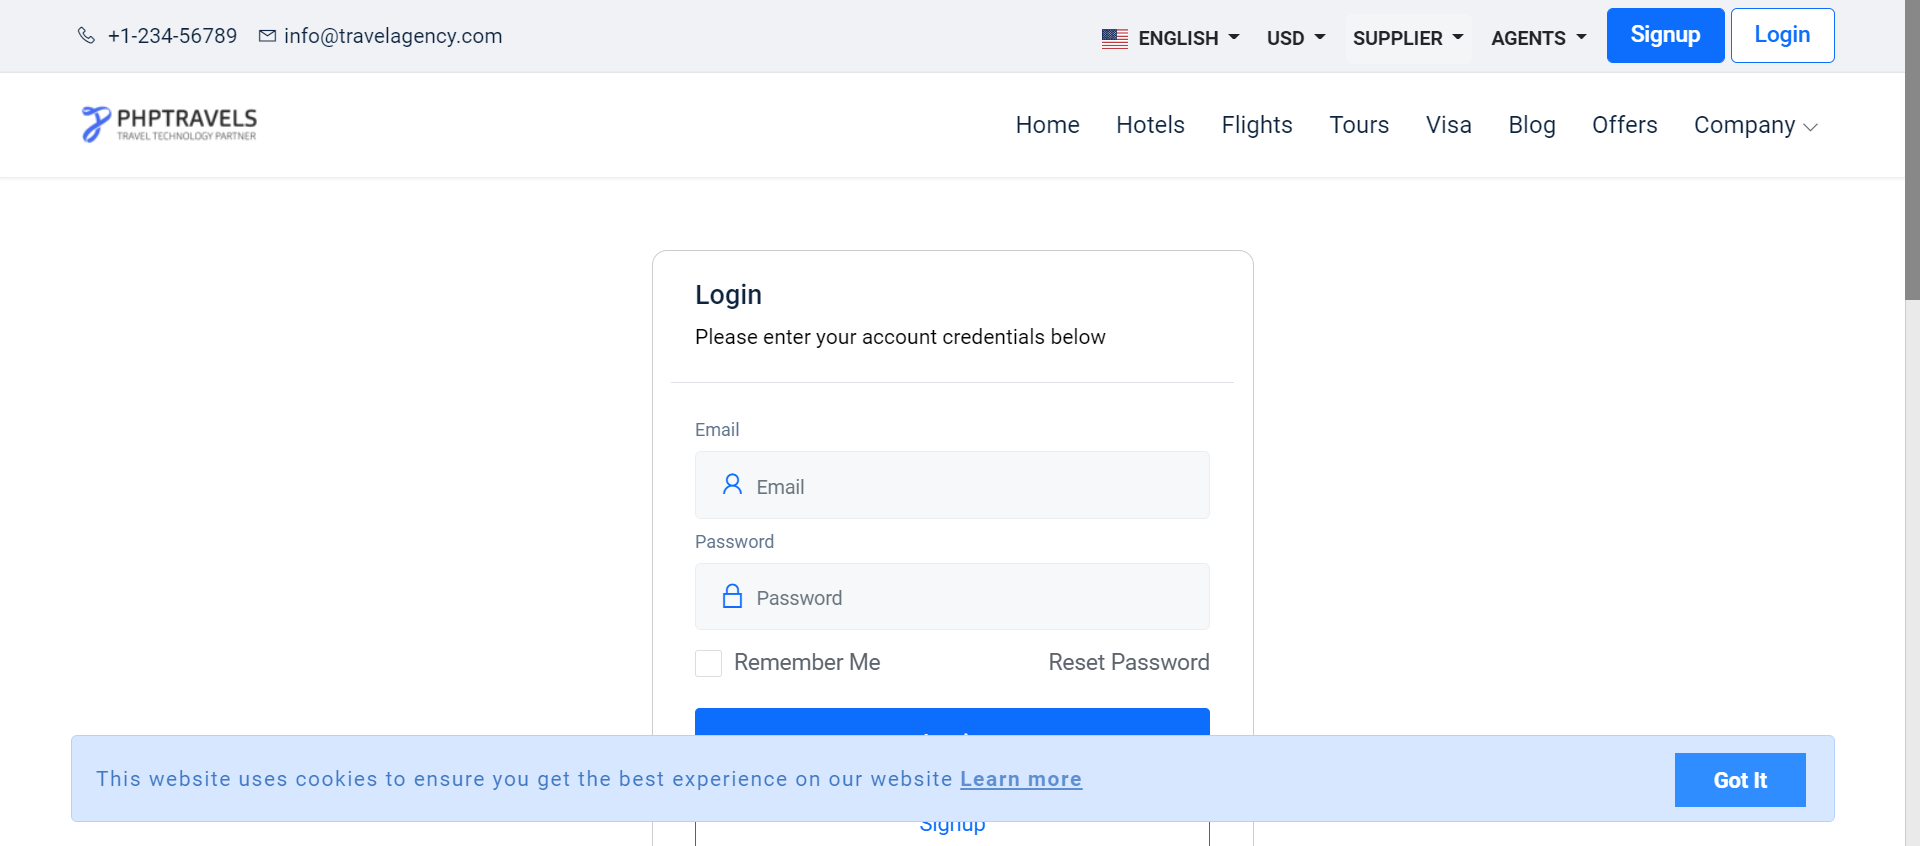 +1-234-56789 info@travelagency.com ENGLISH USD SUPPLIER AGENTS Signup Login
PHPTRAVELS
TRAVEL TECHNOLOGY PARTNER
Home Hotels Flights Tours Visa Blog Offers Company
Login
Please enter your account credentials below
Email
Email
Password
Password
Remember Me Reset Password
This website uses cookies to ensure you get the best experience on our website Learn more Got It
Signup